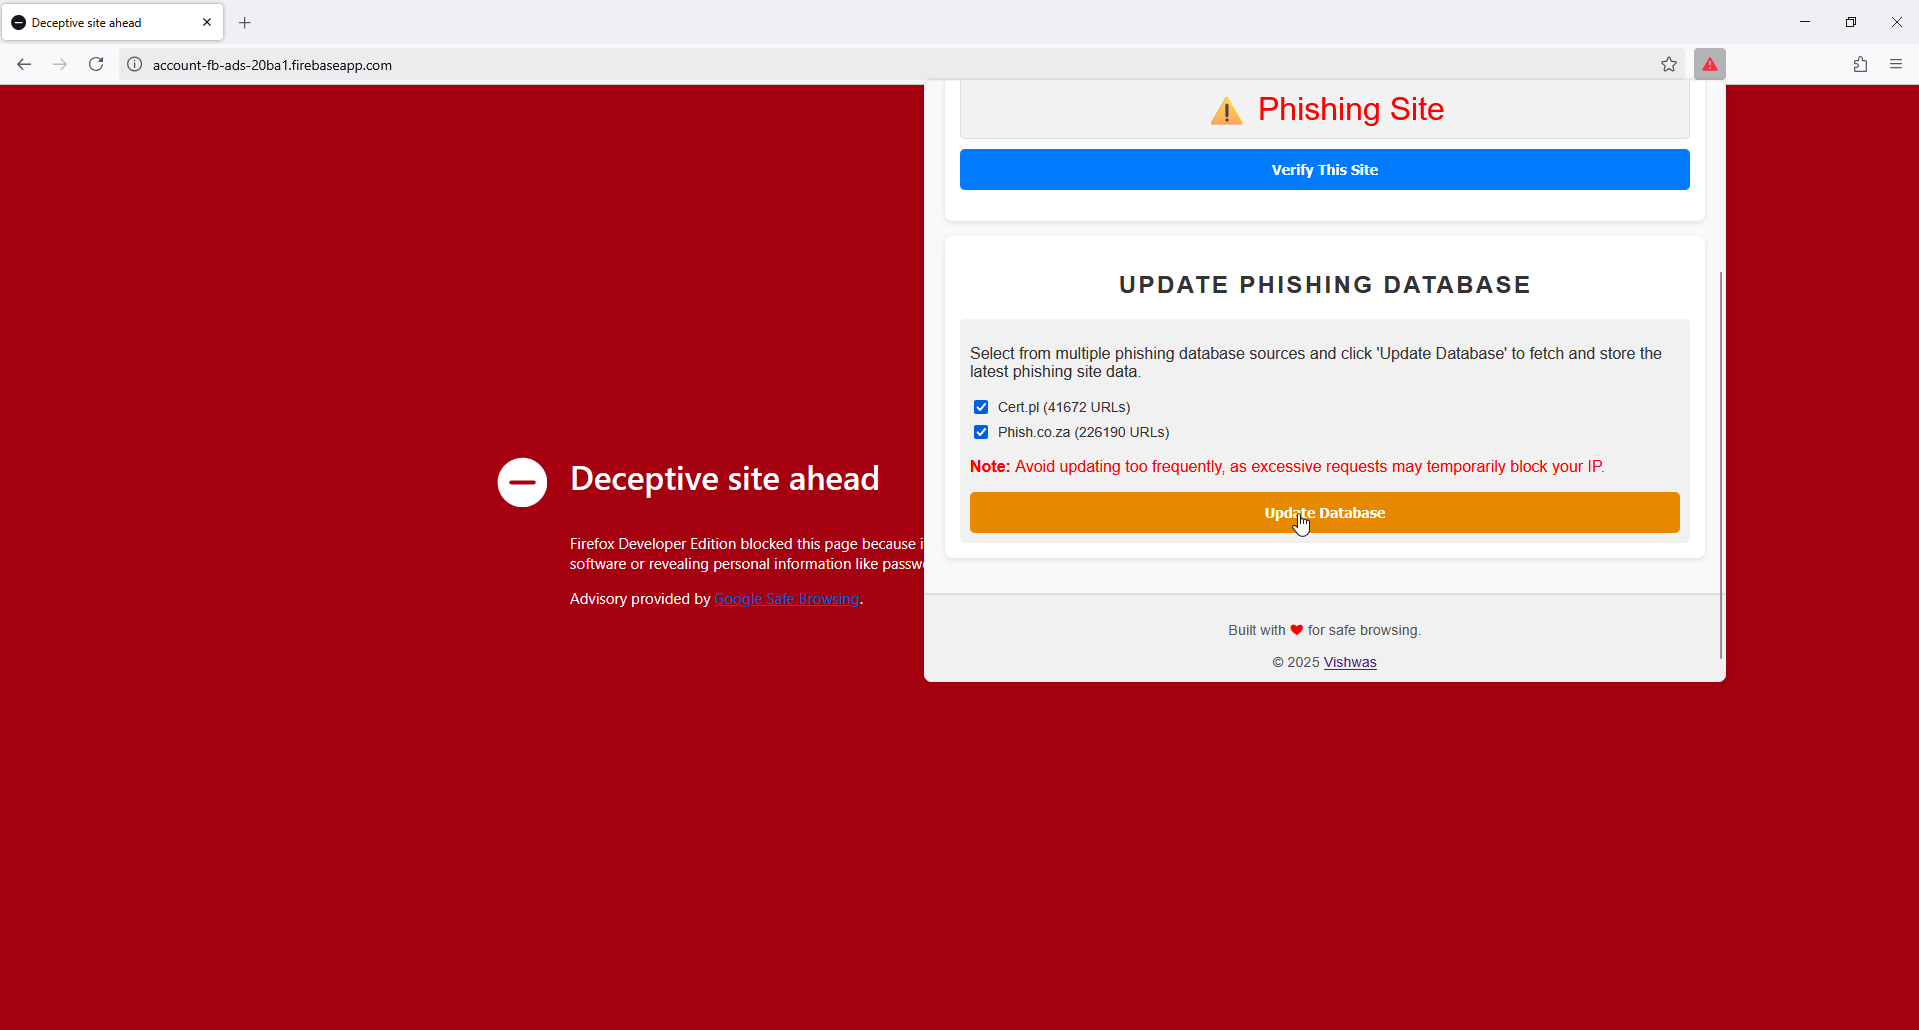 Deceptive site ahead
account-fb-ads-20ba1.firebaseapp.com
Phishing Site
Verify This Site
UPDATE PHISHING DATABASE
Select from multiple phishing database sources and click 'Update Database' to fetch and store the
latest phishing site data.
Cert.pl (41672 URLs)
Phish.co.za (226190 URLs)
Note: Avoid updating too frequently, as excessive requests may temporarily block your IP.
Update Database
Built with ❤ for safe browsing.
© 2025 Vishwas
Deceptive site ahead
Firefox Developer Edition blocked this page because
software or revealing personal information like
Advisory provided by Google Safe Browsing.